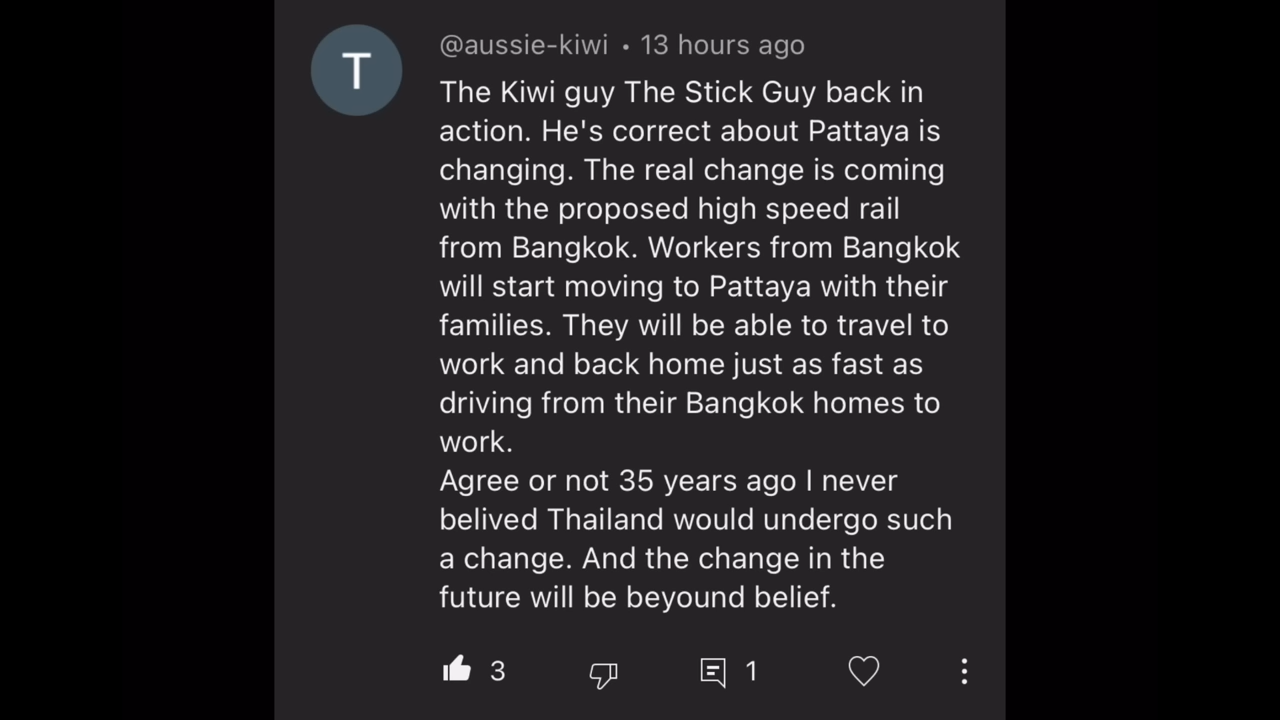 T
@aussie-kiwi • 13 hours ago
The Kiwi guy The Stick Guy back in
action. He's correct about Pattaya is
changing. The real change is coming
with the proposed high speed rail
from Bangkok. Workers from Bangkok
will start moving to Pattaya with their
families. They will be able to travel to
work and back home just as fast as
driving from their Bangkok homes to
work.
Agree or not 35 years ago I never
belived Thailand would undergo such
a change. And the change in the
future will be beyound belief.
3 1